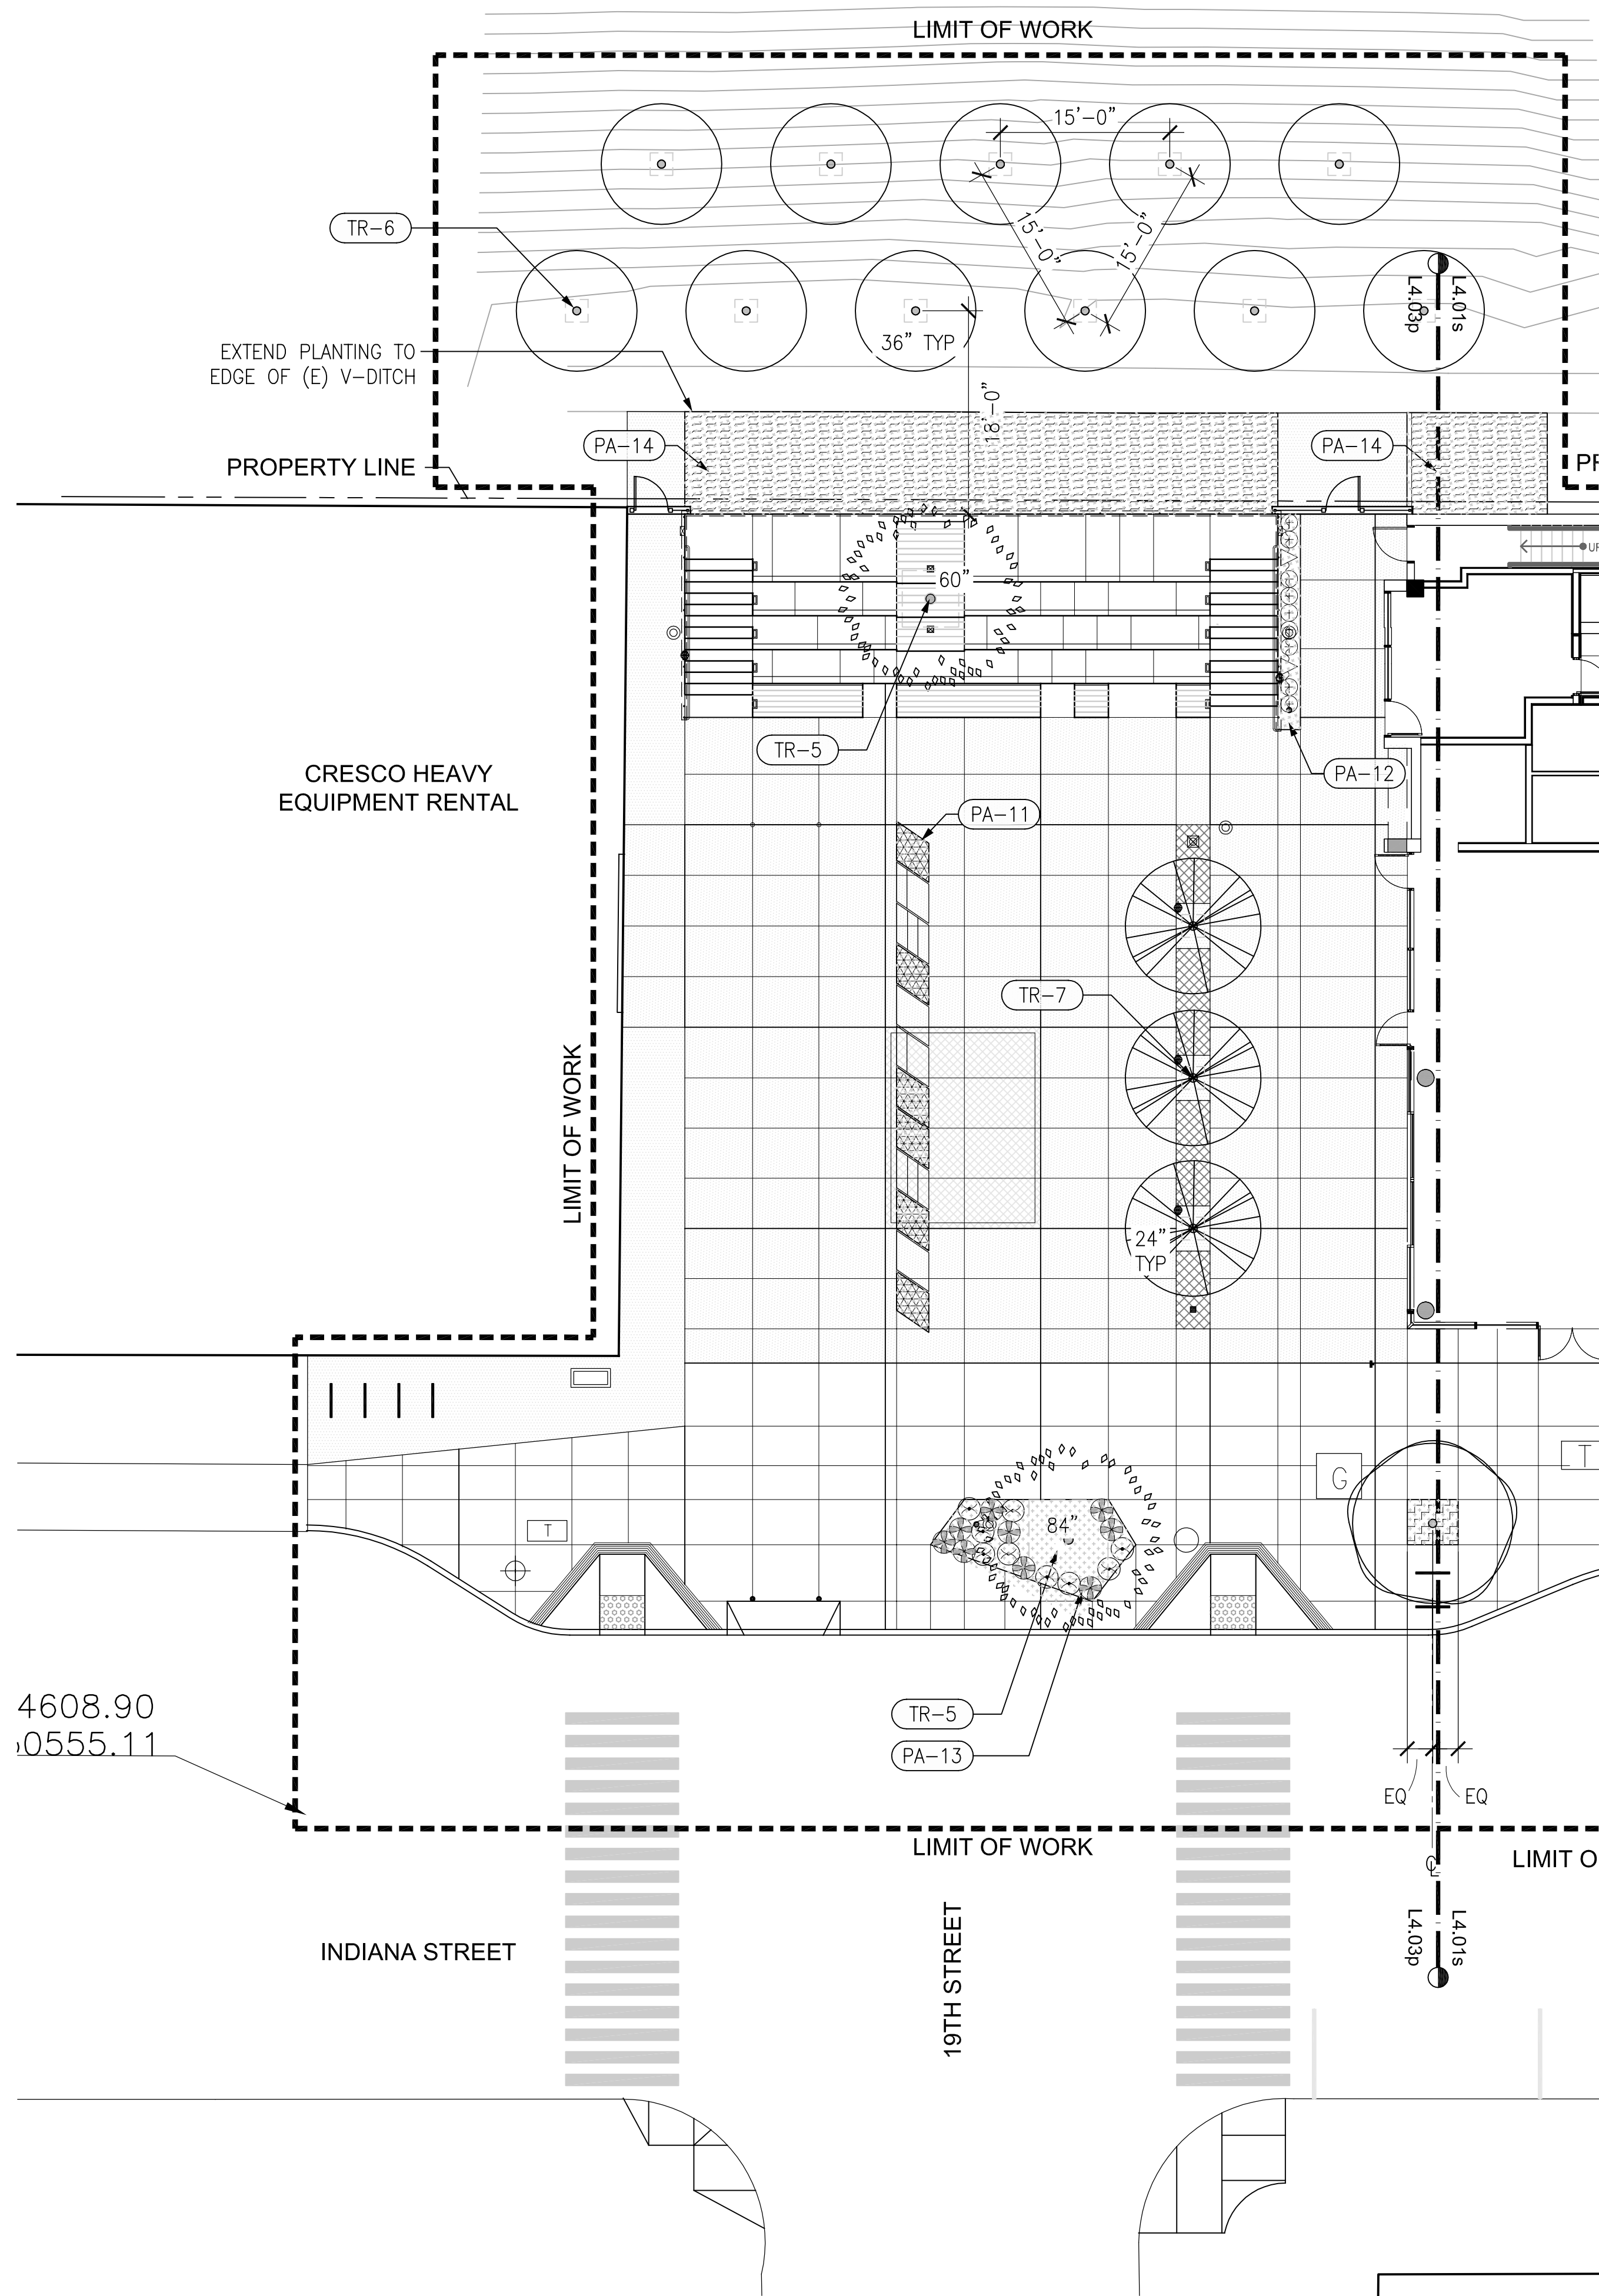 LIMIT OF WORK
15'-0"
TR-6
15'-0"
15'-0"
L4.03p
L4.01s
36" TYP
EXTEND PLANTING TO
EDGE OF (E) V-DITCH
18'-0"
PA-14
PA-14
PROPERTY LINE
60"
TR-5
CRESCO HEAVY
EQUIPMENT RENTAL
PA-12
PA-11
TR-7
LIMIT OF WORK
24"
TYP
G
T
T
84"
TR-5
PA-13
4608.90
0555.11
EQ
EQ
LIMIT OF WORK
LIMIT O
L4.03p
L4.01s
INDIANA STREET
19TH STREET